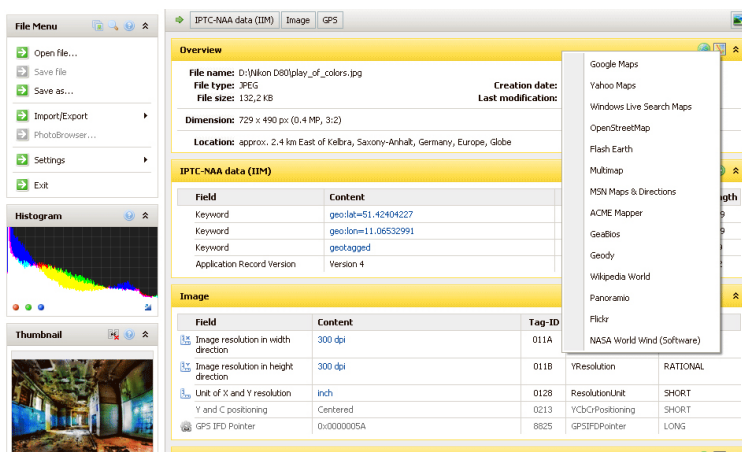 File Menu
Open file...
Save file
Save as...
Import/Export
PhotoBrowser...
Settings
Exit
Histogram
Thumbnail
IPTC-NAA data (IIM)
Image
GPS
Overview
File name: D:\Nikon D80\play_of_colors.jpg
File type: JPEG
Creation date:
File size: 132,2 KB
Last modification:
Dimension: 729 x 490 px (0.4 MP, 3:2)
Location: approx. 2.4 km East of Kelbra, Saxony-Anhalt, Germany, Europe, Globe
IPTC-NAA data (IIM)
Field Content gth
Keyword geo:lat=51.42404227 9
Keyword geo:lon=11.06532991 9
Keyword geotagged
Application Record Version Version 4
Image
Field Content Tag-ID
Image resolution in width direction 300 dpi 011A
Image resolution in height direction 300 dpi 011B YResolution RATIONAL
Unit of X and Y resolution inch 0128 ResolutionUnit SHORT
Y and C positioning Centered 0213 YCbCrPositioning SHORT
GPS IFD Pointer 0x0000005A 8825 GPSIFDPointer LONG
Google Maps
Yahoo Maps
Windows Live Search Maps
OpenStreetMap
Flash Earth
Multimap
MSN Maps & Directions
ACME Mapper
GeaBios
Geody
Wikipedia World
Panoramio
Flickr
NASA World Wind (Software)